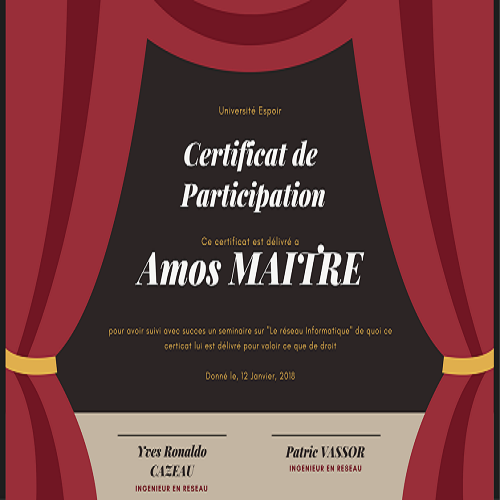 Université Espoir
Certificat de
Participation
Ce certificat est délivré a
Amos MAITRE
pour avoir suivi avec succes un seminaire sur "Le réseau Informatique" de quoi ce
certicat lui est délivré pour valoir ce que de droit
Donné le, 12 Janvier, 2018
Yves Ronaldo
CAZEAU
INGENIEUR EN RESEAU
Patric VASSOR
INGENIEUR EN RESEAU